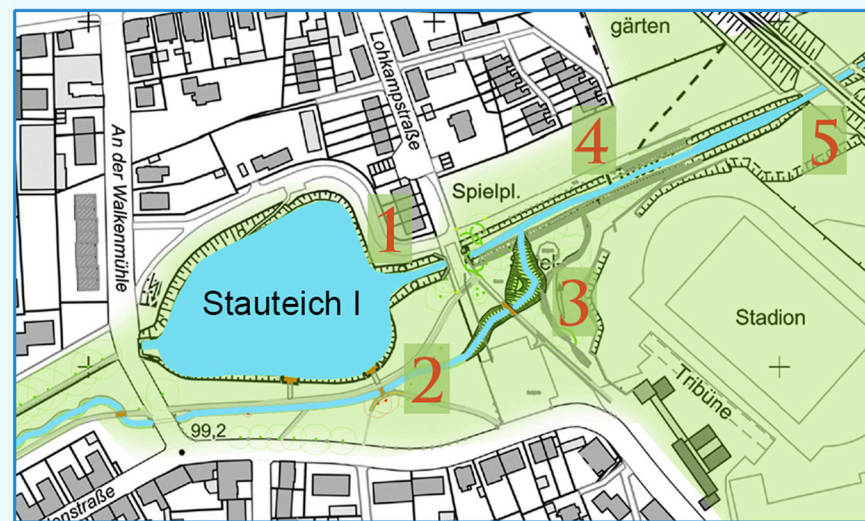 gärten
Lohkampstraße
An der Walkenmühle
4
5
Spielpl.
1
Stauteich I
3
Stadion
2
Tribüne
99,2